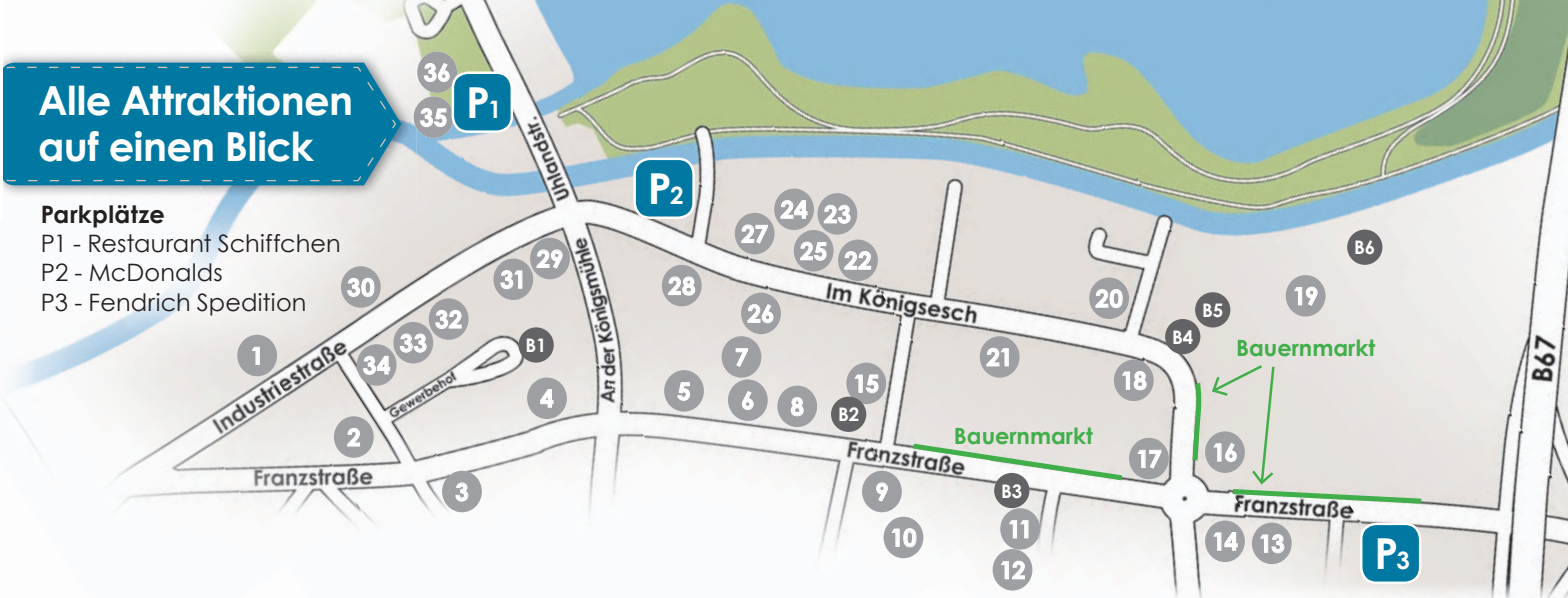 Alle Attraktionen
auf einen Blick
Parkplätze
P1 - Restaurant Schiffchen
P2 - McDonalds
P3 - Fendrich Spedition
36
35
P1
Uhlandstr.
P2
24
23
27
25
22
B6
29
31
30
28
26
Im Königsesch
20
19
B5
B4
An der Königsmühle
32
33
34
B1
1
Industriestraße
Gewerbehof
7
21
Bauernmarkt
B67
18
4
5
6
8
15
B2
2
Bauernmarkt
17
16
Franzstraße
Franzstraße
3
9
B3
Franzstraße
10
11
12
14
13
P3